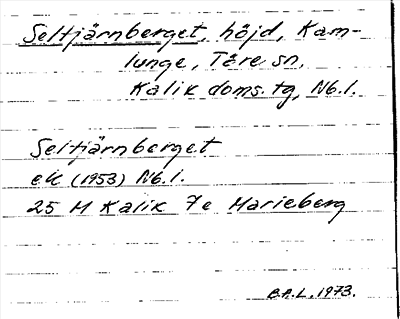 Seltjärnberget, höjd, Kam-
lunge, Töre sn,
Kalix doms. tg, Nb. l.
Seltjärnberget
ek (1953) Nb. l.
25 M Kalix 7e Marieberg
B.A.L. 1973.